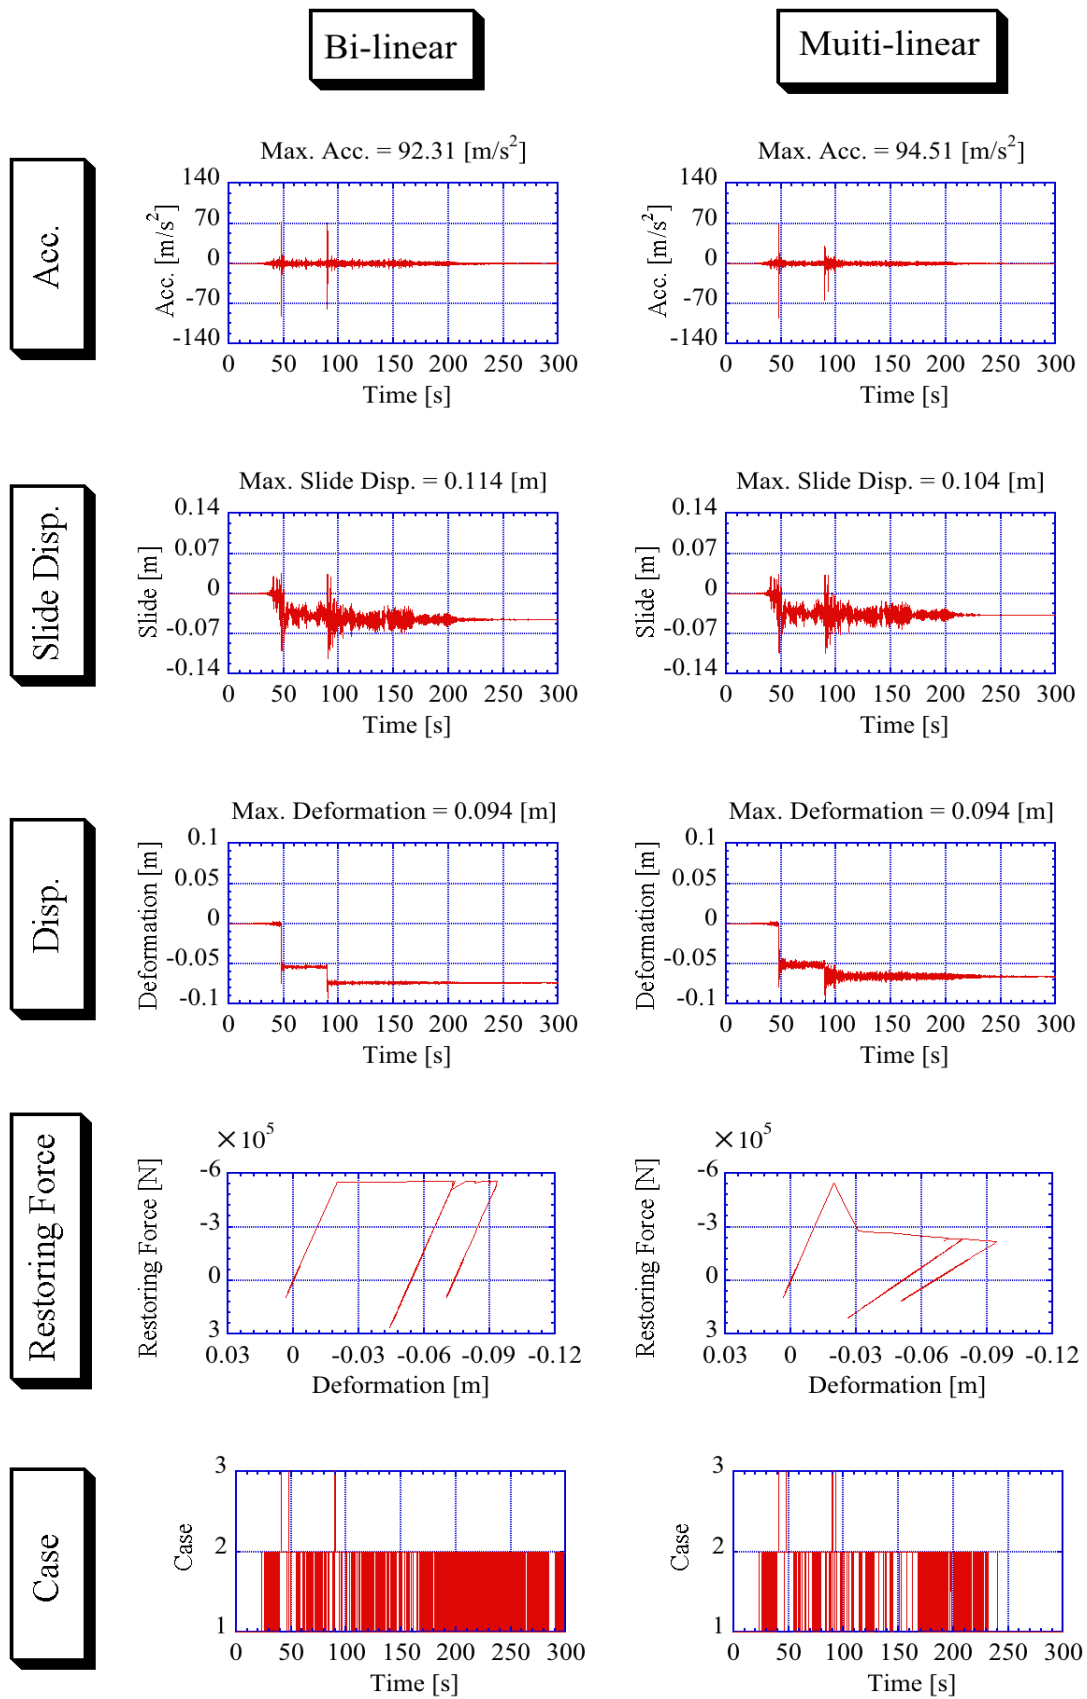 Bi-linear
Muiti-linear
Acc.
Max. Acc. = 92.31 [m/s²]
140
70
0
-70
-140
Acc. [m/s²]
0 50 100 150 200 250 300
Time [s]
Max. Acc. = 94.51 [m/s²]
140
70
0
-70
-140
Acc. [m/s²]
0 50 100 150 200 250 300
Time [s]
Slide Disp.
Max. Slide Disp. = 0.114 [m]
0.14
0.07
0
-0.07
-0.14
Slide [m]
0 50 100 150 200 250 300
Time [s]
Max. Slide Disp. = 0.104 [m]
0.14
0.07
0
-0.07
-0.14
Slide [m]
0 50 100 150 200 250 300
Time [s]
Disp.
Max. Deformation = 0.094 [m]
0.1
0.05
0
-0.05
-0.1
Deformation [m]
0 50 100 150 200 250 300
Time [s]
Max. Deformation = 0.094 [m]
0.1
0.05
0
-0.05
-0.1
Deformation [m]
0 50 100 150 200 250 300
Time [s]
Restoring Force
×10⁵
-6
-3
0
3
Restoring Force [N]
0.03 0 -0.03 -0.06 -0.09 -0.12
Deformation [m]
×10⁵
-6
-3
0
3
Restoring Force [N]
0.03 0 -0.03 -0.06 -0.09 -0.12
Deformation [m]
Case
3
2
1
Case
0 50 100 150 200 250 300
Time [s]
3
2
1
Case
0 50 100 150 200 250 300
Time [s]